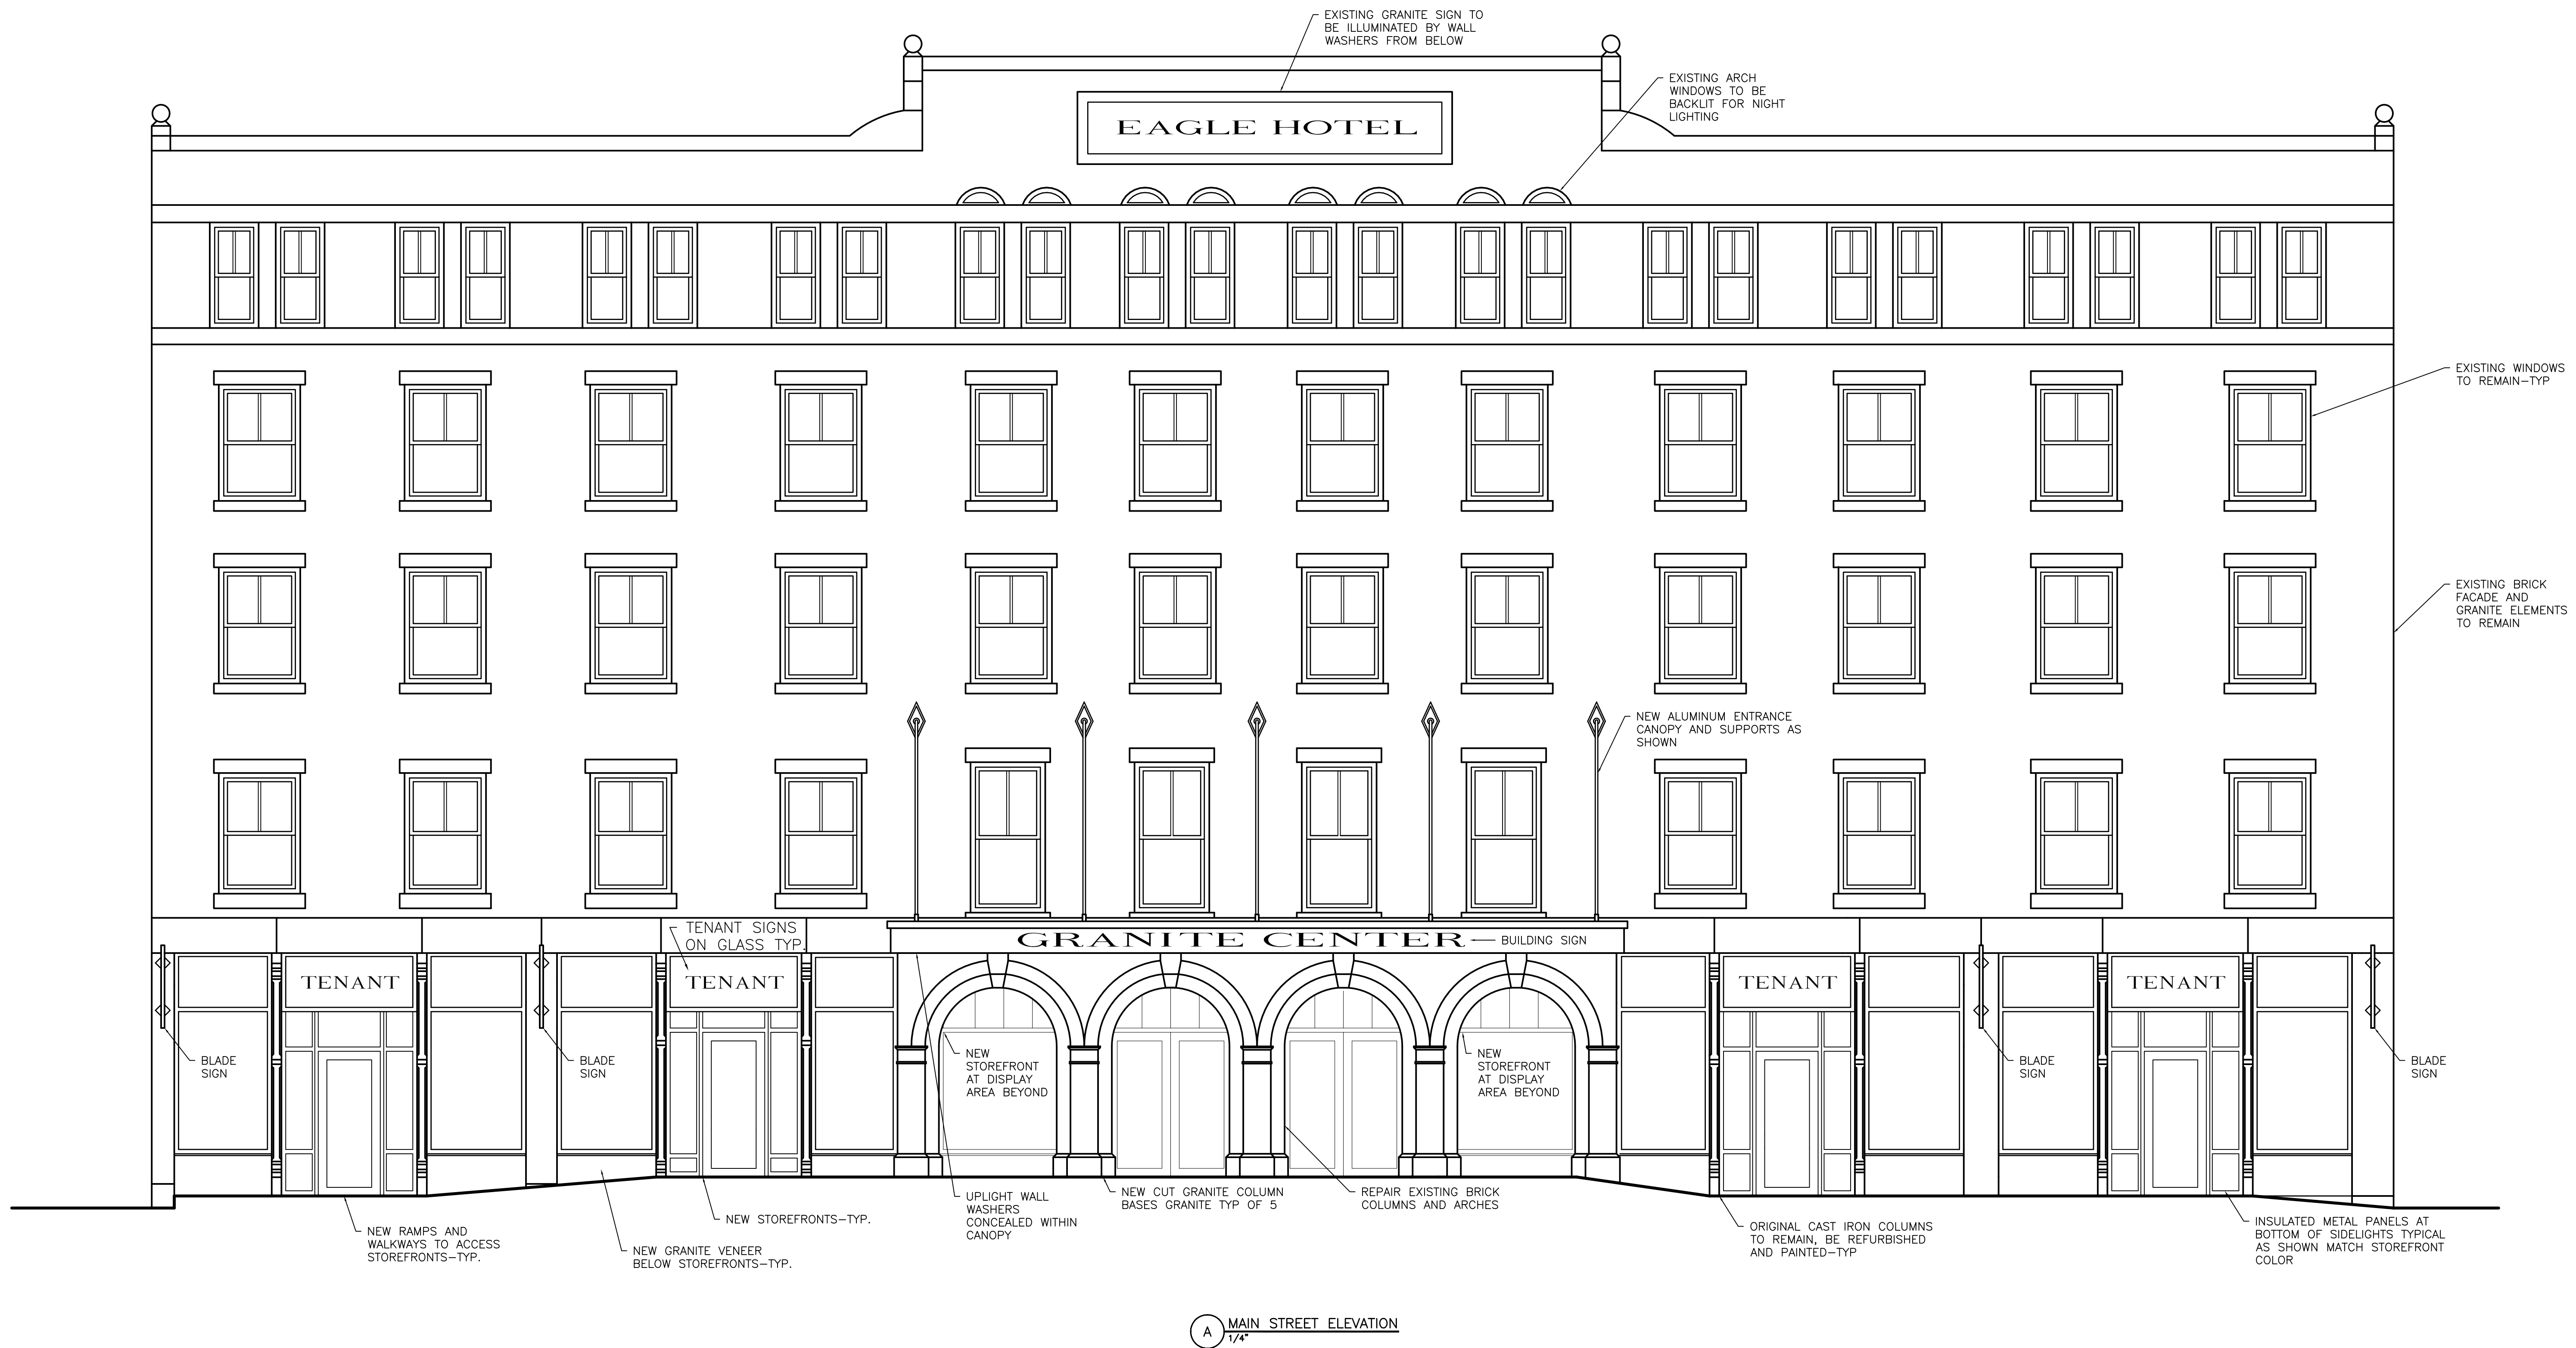 EXISTING GRANITE SIGN TO
BE ILLUMINATED BY WALL
WASHERS FROM BELOW
EXISTING ARCH
WINDOWS TO BE
BACKLIT FOR NIGHT
LIGHTING
EAGLE HOTEL
EXISTING WINDOWS
TO REMAIN-TYP
EXISTING BRICK
FACADE AND
GRANITE ELEMENTS
TO REMAIN
NEW ALUMINUM ENTRANCE
CANOPY AND SUPPORTS AS
SHOWN
TENANT SIGNS
ON GLASS TYP.
GRANITE CENTER
BUILDING SIGN
TENANT
TENANT
TENANT
TENANT
BLADE
SIGN
BLADE
SIGN
NEW
STOREFRONT
AT DISPLAY
AREA BEYOND
NEW
STOREFRONT
AT DISPLAY
AREA BEYOND
BLADE
SIGN
BLADE
SIGN
NEW RAMPS AND
WALKWAYS TO ACCESS
STOREFRONTS-TYP.
NEW GRANITE VENEER
BELOW STOREFRONTS-TYP.
NEW STOREFRONTS-TYP.
UPLIGHT WALL
WASHERS
CONCEALED WITHIN
CANOPY
NEW CUT GRANITE COLUMN
BASES GRANITE TYP OF 5
REPAIR EXISTING BRICK
COLUMNS AND ARCHES
ORIGINAL CAST IRON COLUMNS
TO REMAIN, BE REFURBISHED
AND PAINTED-TYP
INSULATED METAL PANELS AT
BOTTOM OF SIDELIGHTS TYPICAL
AS SHOWN MATCH STOREFRONT
COLOR
A
MAIN STREET ELEVATION
1/4"